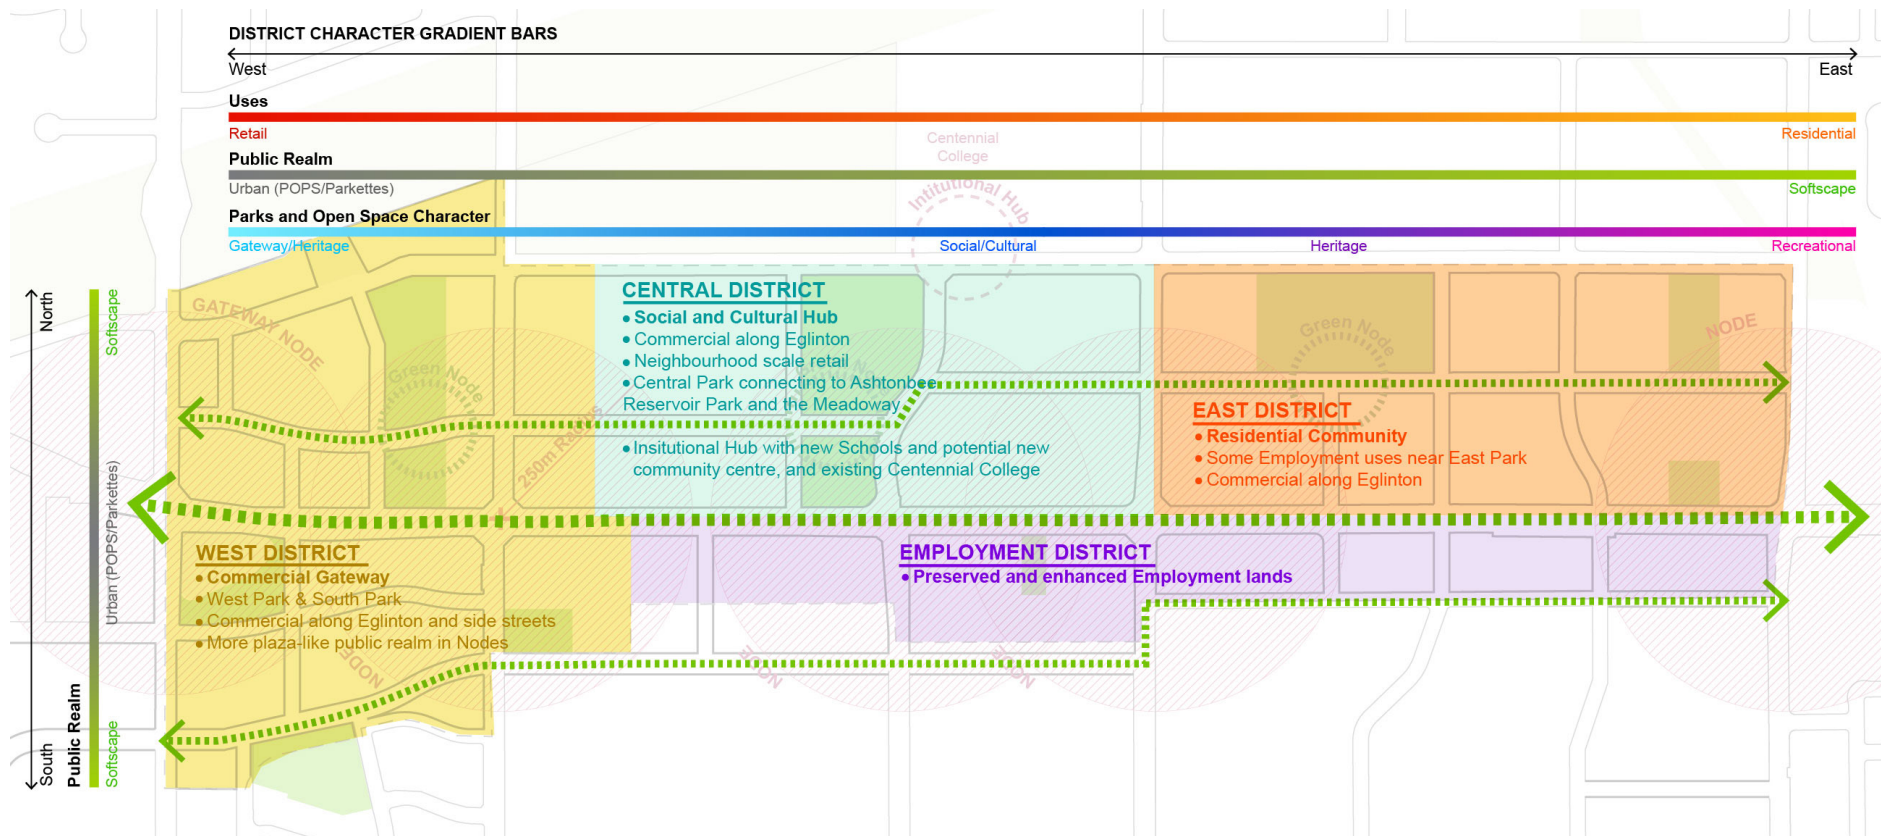 DISTRICT CHARACTER GRADIENT BARS
West
East
Uses
Retail
Residential
Centennial
College
Public Realm
Urban (POPS/Parkettes)
Softscape
Intitutional Hub
Parks and Open Space Character
Gateway/Heritage
Social/Cultural
Heritage
Recreational
North
South
Public Realm
Softscape
Urban (POPS/Parkettes)
Softscape
GATEWAY NODE
Green Node
250m Radius
CENTRAL DISTRICT
• Social and Cultural Hub
• Commercial along Eglinton
• Neighbourhood scale retail
• Central Park connecting to Ashtonbee
Reservoir Park and the Meadoway
• Insitutional Hub with new Schools and potential new
community centre, and existing Centennial College
Green Node
NODE
EAST DISTRICT
• Residential Community
• Some Employment uses near East Park
• Commercial along Eglinton
WEST DISTRICT
• Commercial Gateway
• West Park & South Park
• Commercial along Eglinton and side streets
• More plaza-like public realm in Nodes
EMPLOYMENT DISTRICT
• Preserved and enhanced Employment lands
NODE
NODE
NODE